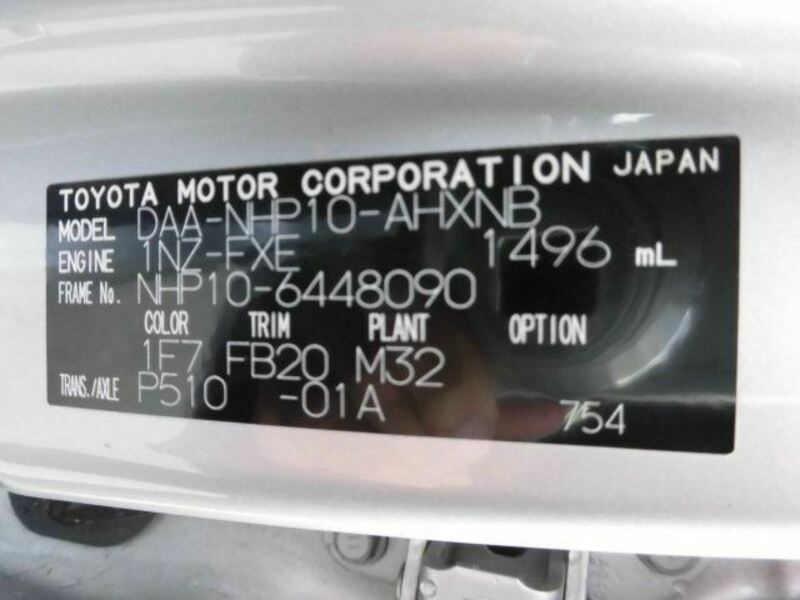 TOYOTA MOTOR CORPORATION JAPAN
MODEL DAA-NHP10-AHXNB
ENGINE 1NZ-FXE 1496 mL
FRAME No. NHP10-6448090
COLOR TRIM PLANT OPTION
1F7 FB20 M32
TRANS./AXLE P510 -01A
754